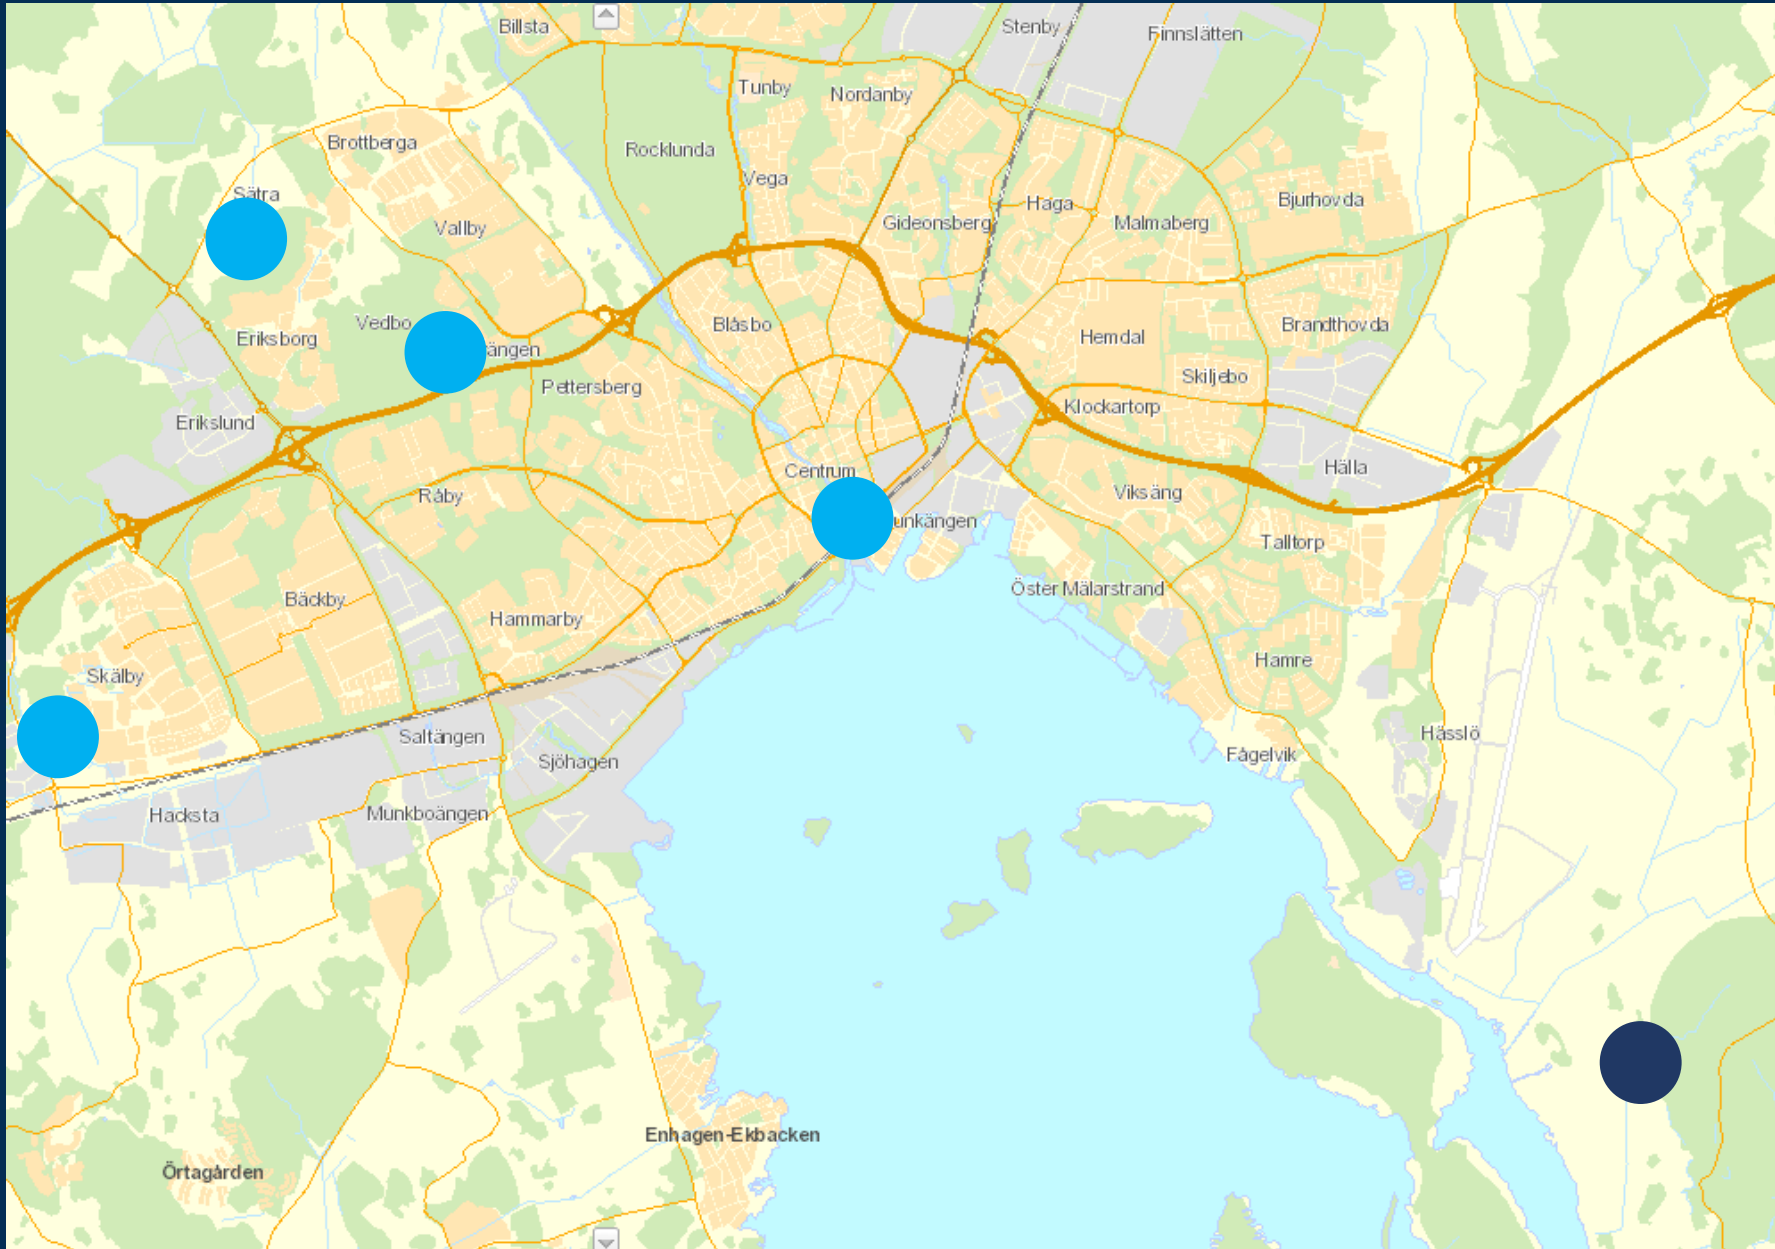 Billsta
Stenby
Finnslätten
Tunby
Nordanby
Brottberga
Rocklunda
Vega
Sätra
Haga
Bjurhovda
Vallby
Gideonsberg
Malmaberg
Vedbo
Blåsbo
Brandthovda
Eriksborg
Hemdal
ängen
Skiljebo
Pettersberg
Klockartorp
Erikslund
Centrum
Hälla
Råby
Viksäng
unkängen
Talltorp
Öster Mälarstrand
Bäckby
Hammarby
Hamre
Skälby
Hässlö
Saltängen
Fågelvik
Sjöhagen
Hacksta
Munkboängen
Enhagen-Ekbacken
Örtagården